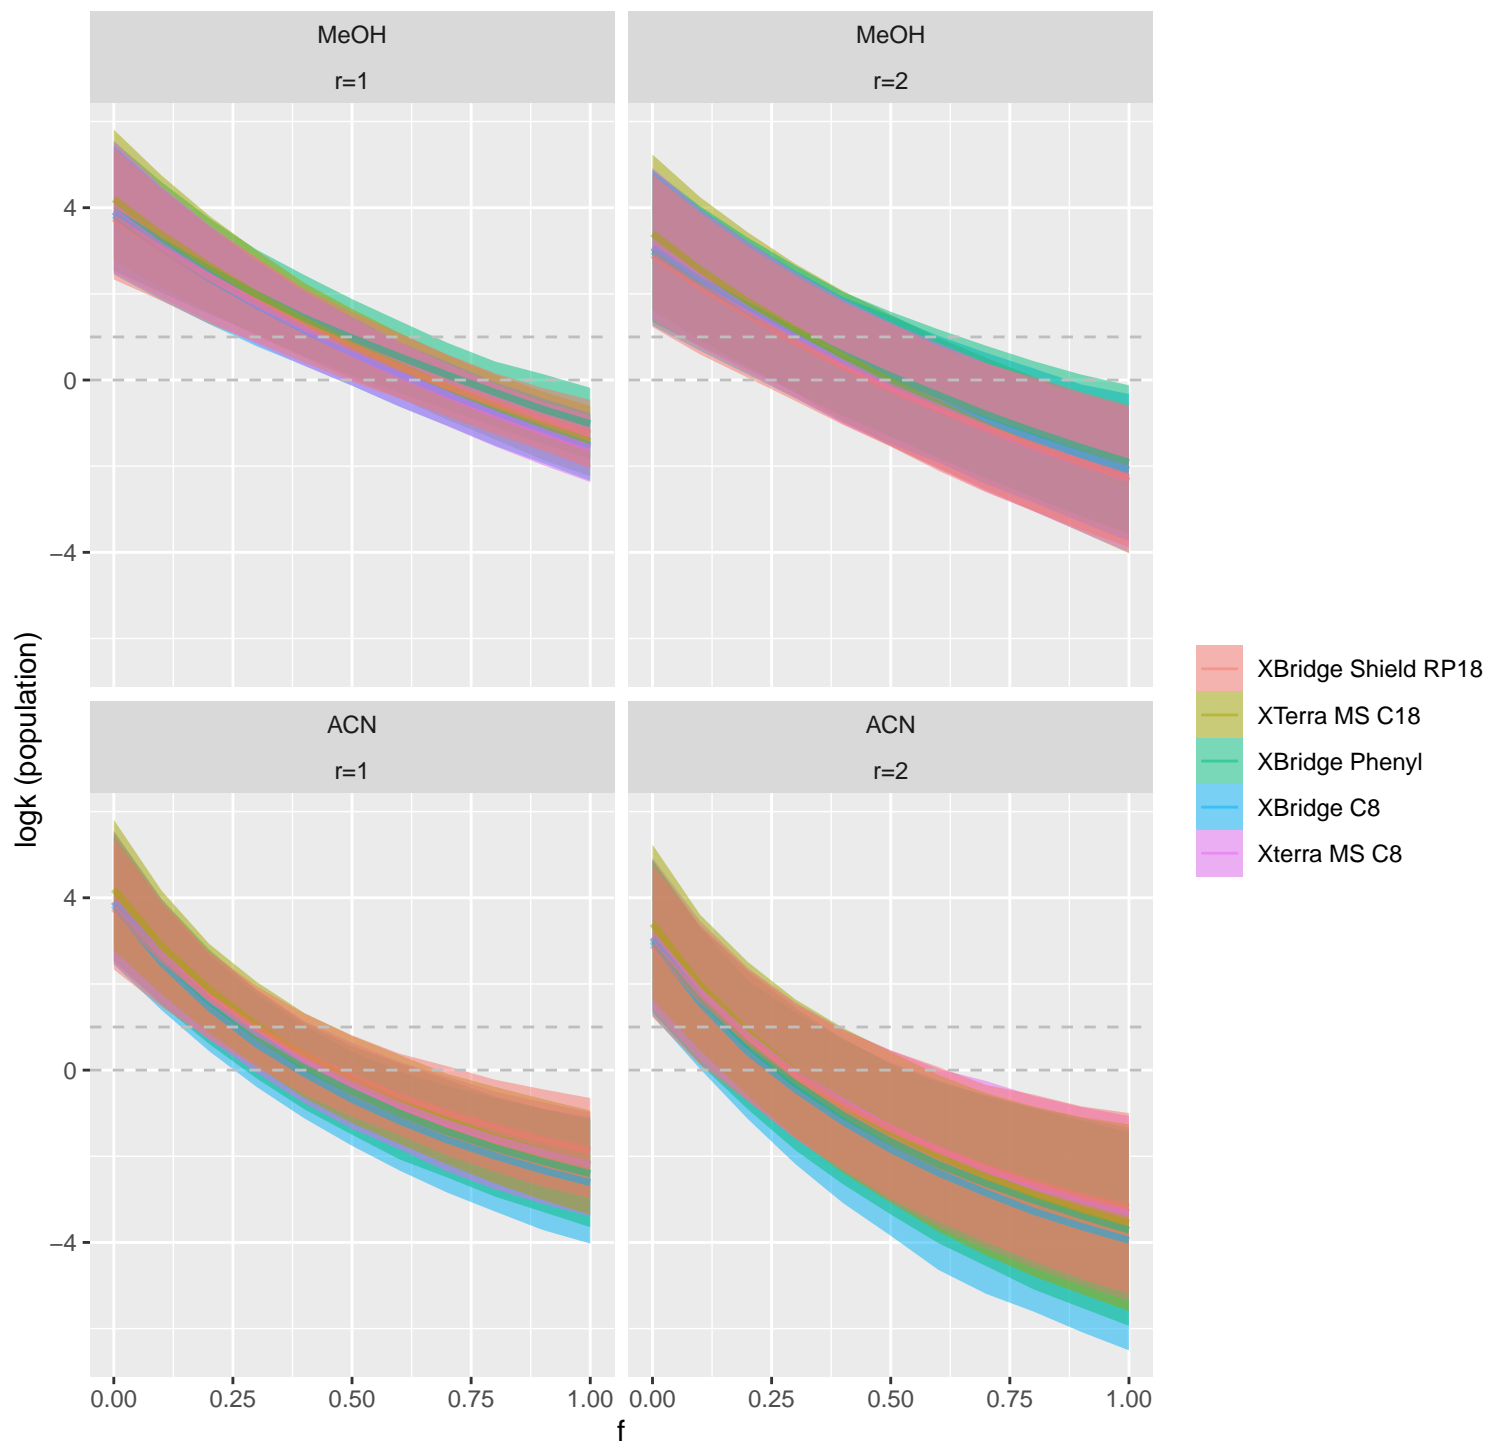 MeOH
r=1
MeOH
r=2
4
0
−4
ACN
r=1
ACN
r=2
4
0
−4
0.00 0.25 0.50 0.75 1.00
0.00 0.25 0.50 0.75 1.00
f
logk (population)
XBridge Shield RP18
XTerra MS C18
XBridge Phenyl
XBridge C8
Xterra MS C8